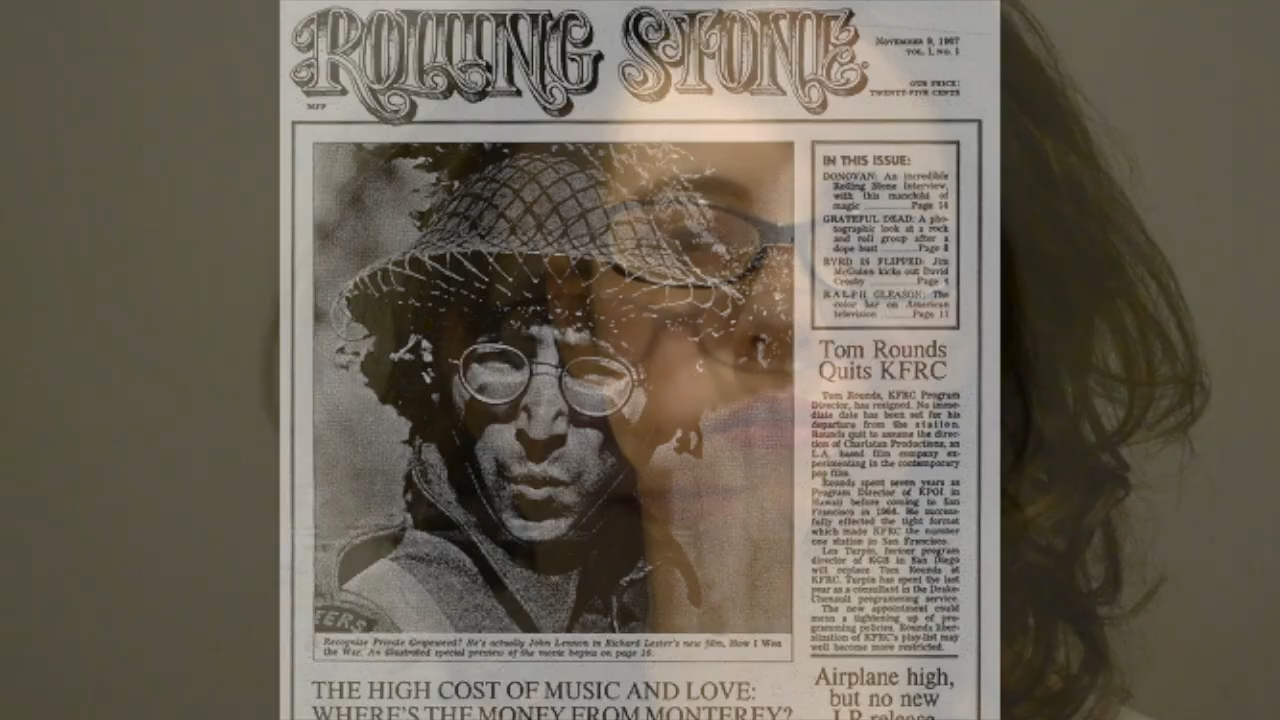 ROLLING STONE
NOVEMBER 9, 1967
VOL. I, NO. 1
OUR PRICE:
TWENTY-FIVE CENTS
MFP
IN THIS ISSUE:
DONOVAN: An incredible
Rolling Stone Interview,
with this manchild of
magic ............Page 14
GRATEFUL DEAD: A pho-
tographic look at a rock
and roll group after a
dope bust ............Page 8
BYRD IS FLIPPED: Jim
McGuinn kicks out David
Crosby ............Page 4
RALPH GLEASON: The
color bar on American
television ............Page 11
Tom Rounds
Quits KFRC
Tom Rounds, KFRC Program
Director, has resigned. No imme-
diate date has been set for his
departure from the station.
Rounds quit to assume the direc-
tion of Charlatan Productions, an
L.A. based film company ex-
perimenting in the contemporary
pop film.
Rounds spent seven years as
Program Director of KPOI in
Hawaii before coming to San
Francisco in 1966. He success-
fully effected the tight format
which made KFRC the number
one station in San Francisco.
Les Turpin, former program
director of KGB in San Diego
will replace Tom Rounds at
KFRC. Turpin has spent the last
year as a consultant in the Drake-
Chenault programming service.
The new appointment could
mean a tightening up of pro-
gramming policies. Rounds liber-
alization of KFRC's play-list may
well become more restricted.
EERS
Recognize Private Gripeweed? He's actually John Lennon in Richard Lester's new film, How I Won
the War. An illustrated special preview of the movie begins on page 16.
THE HIGH COST OF MUSIC AND LOVE:
WHERE'S THE MONEY FROM MONTEREY?
Airplane high,
but no new
LP release